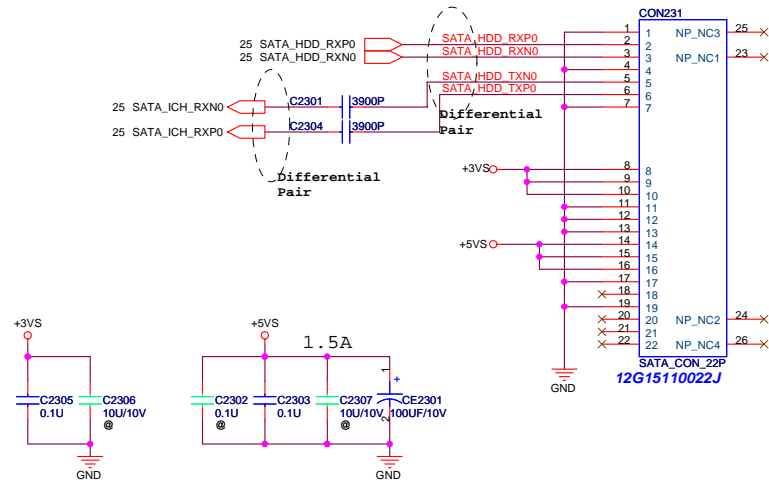 CON231
25 SATA_HDD_RXP0
25 SATA_HDD_RXN0
SATA_HDD_RXP0
SATA_HDD_RXN0
SATA_HDD_TXN0
SATA_HDD_TXP0
25 SATA_ICH_RXN0
C2301
3900P
25 SATA_ICH_RXP0
C2304
3900P
Differential
Pair
Differential
Pair
1 1
2 2
3 3
4 4
5 5
6 6
7 7
8 8
9 9
10 10
11 11
12 12
13 13
14 14
15 15
16 16
17 17
18 18
19 19
20 20
21 21
22 22
NP_NC3 25
NP_NC1 23
NP_NC2 24
NP_NC4 26
+3VS
+5VS
GND
SATA_CON_22P
12G15110022J
+3VS
C2305
0.1U
C2306
10U/10V
@
GND
+5VS
1.5A
C2302
0.1U
@
C2303
0.1U
C2307
10U/10V
@
1
+
CE2301
100UF/10V
2
GND